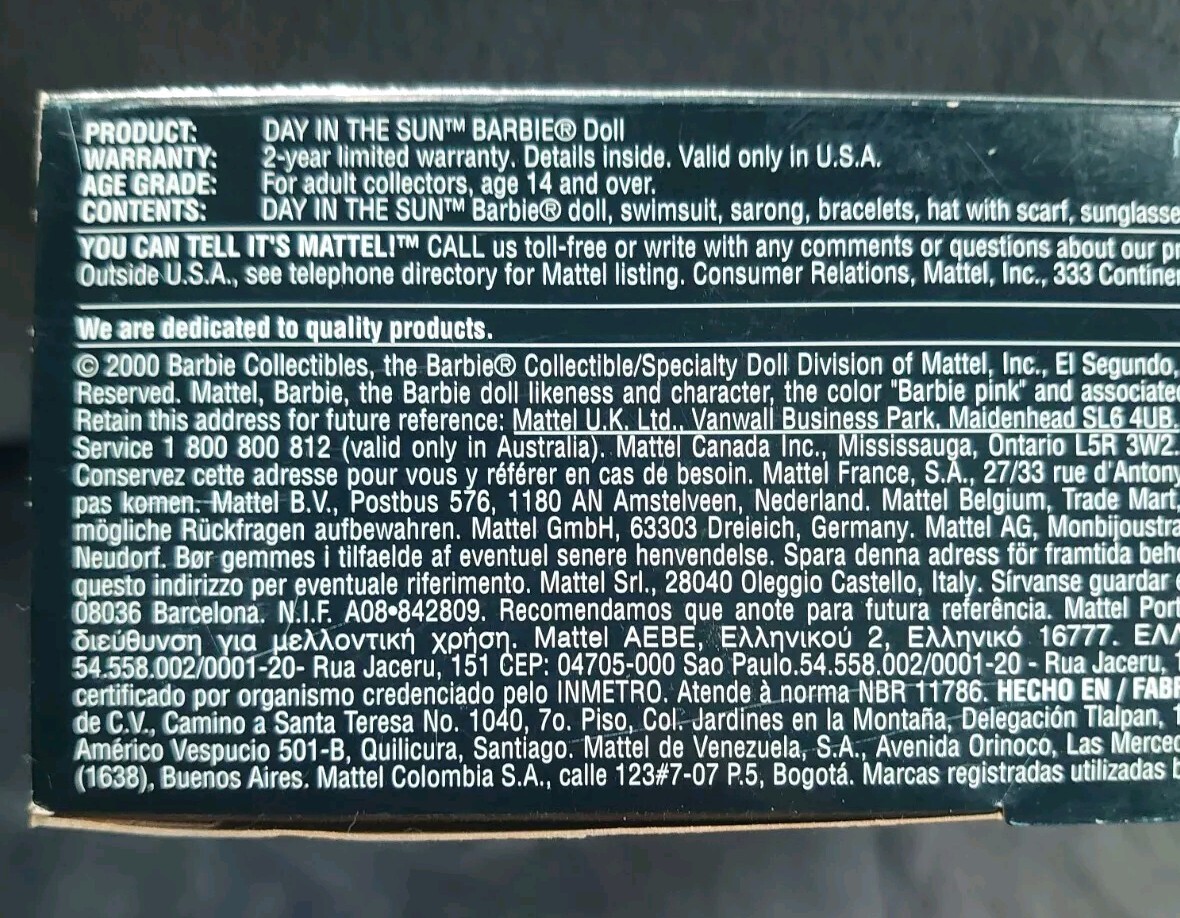 PRODUCT: DAY IN THE SUN™ BARBIE® Doll
WARRANTY: 2-year limited warranty. Details inside. Valid only in U.S.A.
AGE GRADE: For adult collectors, age 14 and over.
CONTENTS: DAY IN THE SUN™ Barbie® doll, swimsuit, sarong, bracelets, hat with scarf, sunglasse
YOU CAN TELL IT'S MATTEL!™ CALL us toll-free or write with any comments or questions about our pr
Outside U.S.A., see telephone directory for Mattel listing. Consumer Relations, Mattel, Inc., 333 Continen
We are dedicated to quality products.
© 2000 Barbie Collectibles, the Barbie® Collectible/Specialty Doll Division of Mattel, Inc., El Segundo,
Reserved. Mattel, Barbie, the Barbie doll likeness and character, the color "Barbie pink" and associated
Retain this address for future reference: Mattel U.K. Ltd., Vanwall Business Park, Maidenhead SL6 4UB.
Service 1 800 800 812 (valid only in Australia). Mattel Canada Inc., Mississauga, Ontario L5R 3W2.
Conservez cette adresse pour vous y référer en cas de besoin. Mattel France, S.A., 27/33 rue d'Antony
pas komen. Mattel B.V., Postbus 576, 1180 AN Amstelveen, Nederland. Mattel Belgium, Trade Mart,
mögliche Rückfragen aufbewahren. Mattel GmbH, 63303 Dreieich, Germany. Mattel AG, Monbijoustra
Neudorf. Bør gemmes i tilfaelde af eventuel senere henvendelse. Spara denna adress för framtida beho
questo indirizzo per eventuale riferimento. Mattel Srl., 28040 Oleggio Castello, Italy. Sírvanse guardar e
08036 Barcelona. N.I.F. A08•842809. Recomendamos que anote para futura referência. Mattel Port
διεύθυνση για μελλοντική χρήση. Mattel AEBE, Ελληνικού 2, Ελληνικό 16777. ΕΛΛ
54.558.002/0001-20- Rua Jaceru, 151 CEP: 04705-000 Sao Paulo.54.558.002/0001-20 - Rua Jaceru, 1
certificado por organismo credenciado pelo INMETRO. Atende à norma NBR 11786. HECHO EN / FABR
de C.V., Camino a Santa Teresa No. 1040, 7o. Piso, Col. Jardines en la Montaña, Delegación Tlalpan, 1
Américo Vespucio 501-B, Quilicura, Santiago. Mattel de Venezuela, S.A., Avenida Orinoco, Las Merced
(1638), Buenos Aires. Mattel Colombia S.A., calle 123#7-07 P.5, Bogotá. Marcas registradas utilizadas b